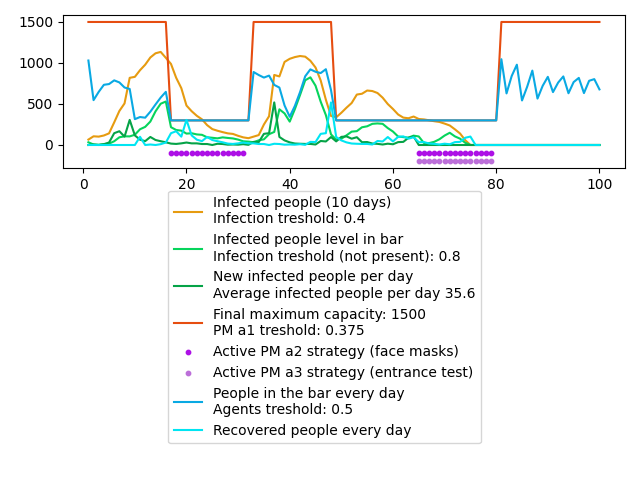 1500
1000
500
0
0
20
40
60
80
100
Infected people (10 days)
Infection treshold: 0.4
Infected people level in bar
Infection treshold (not present): 0.8
New infected people per day
Average infected people per day 35.6
Final maximum capacity: 1500
PM a1 treshold: 0.375
Active PM a2 strategy (face masks)
Active PM a3 strategy (entrance test)
People in the bar every day
Agents treshold: 0.5
Recovered people every day